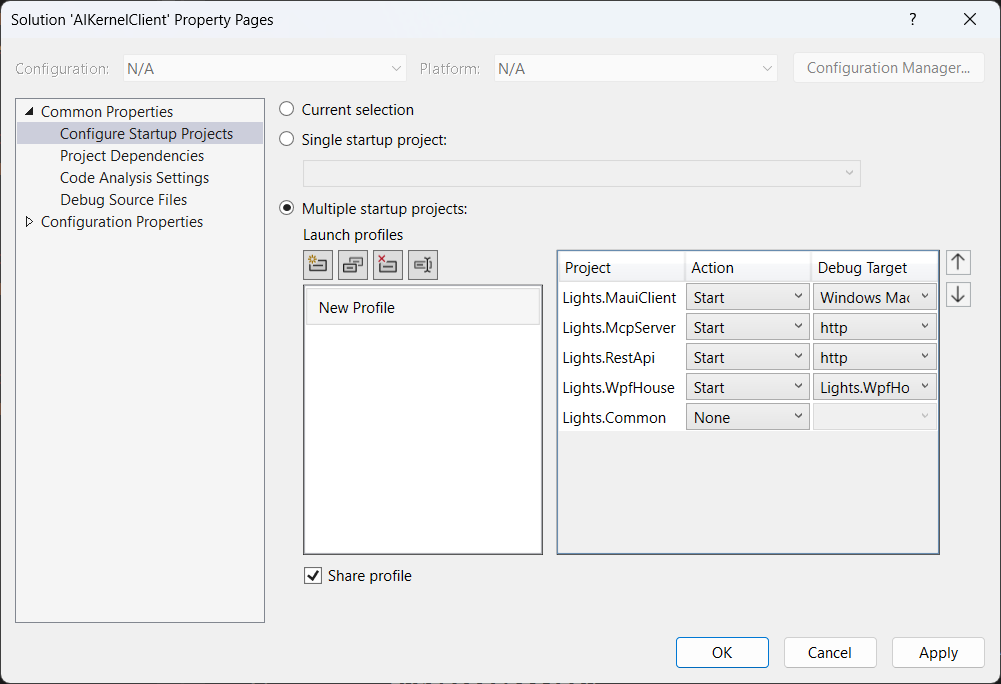 Solution 'AIKernelClient' Property Pages
?
Configuration: N/A Platform: N/A Configuration Manager...
Common Properties
Configure Startup Projects
Project Dependencies
Code Analysis Settings
Debug Source Files
Configuration Properties
Current selection
Single startup project:
Multiple startup projects:
Launch profiles
New Profile
Project Action Debug Target
Lights.MauiClient Start Windows Mac
Lights.McpServer Start http
Lights.RestApi Start http
Lights.WpfHouse Start Lights.WpfHo
Lights.Common None
Share profile
OK Cancel Apply